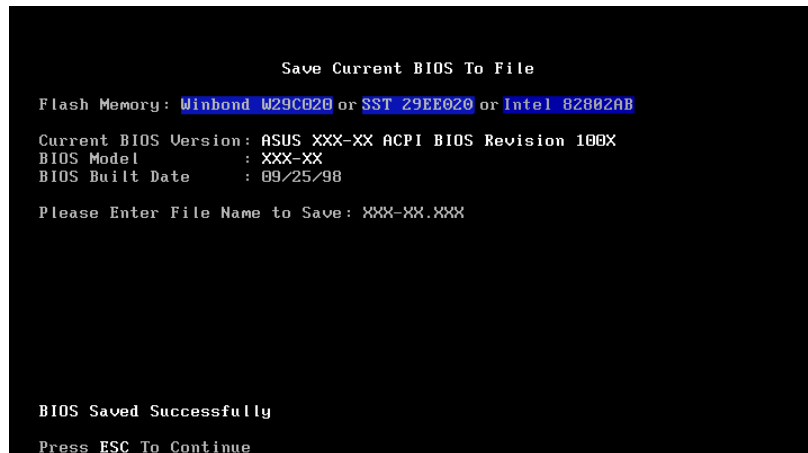 Save Current BIOS To File
Flash Memory: Winbond W29C020 or SST 29EE020 or Intel 82802AB
Current BIOS Version: ASUS XXX-XX ACPI BIOS Revision 100X
BIOS Model : XXX-XX
BIOS Built Date : 09/25/98
Please Enter File Name to Save: XXX-XX.XXX
BIOS Saved Successfully
Press ESC To Continue